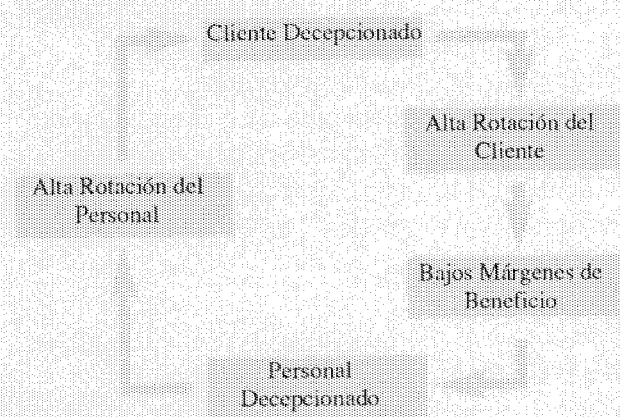 Cliente Decepcionado
Alta Rotación del
Cliente
Alta Rotación del
Personal
Bajos Márgenes de
Beneficio
Personal
Decepcionado